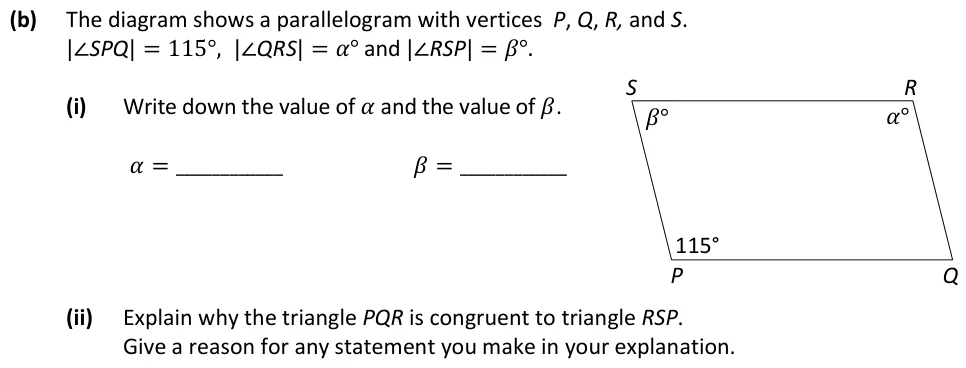 (b) The diagram shows a parallelogram with vertices P, Q, R, and S.
|∠SPQ| = 115°, |∠QRS| = α° and |∠RSP| = β°.
(i) Write down the value of α and the value of β.
α = ____________ β = ____________
S R
β° α°
115°
P Q
(ii) Explain why the triangle PQR is congruent to triangle RSP.
Give a reason for any statement you make in your explanation.